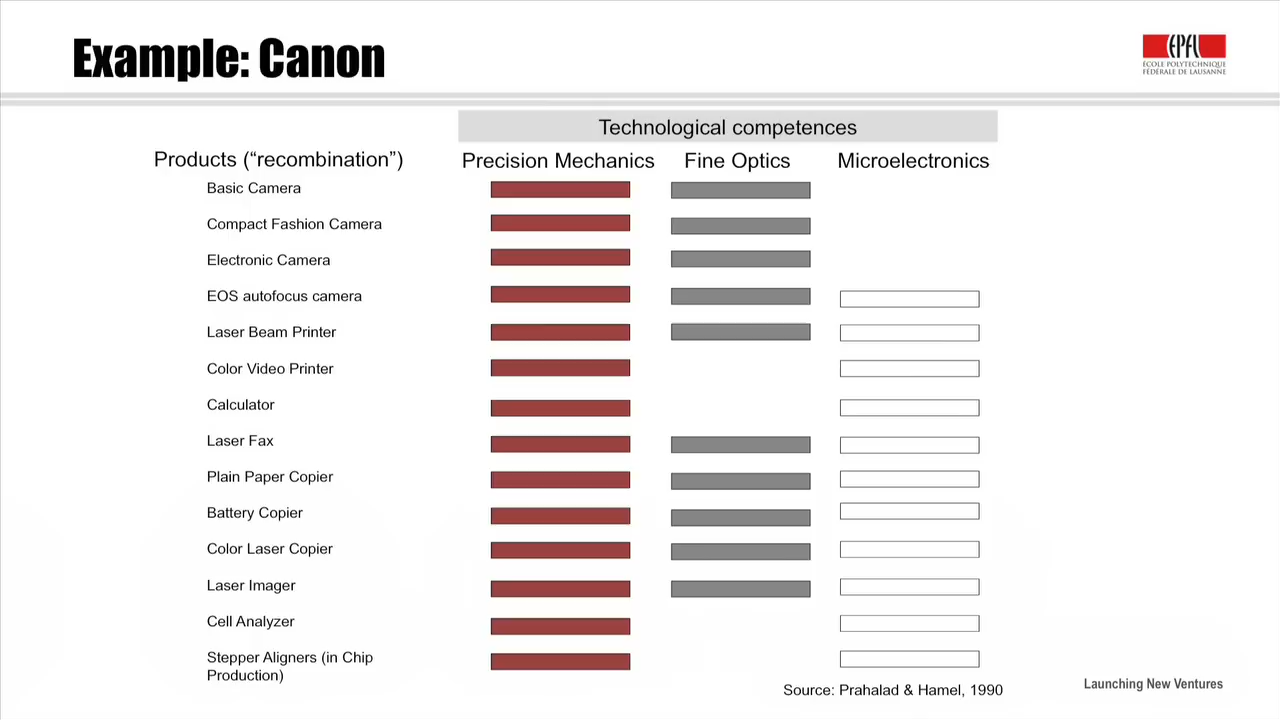 Example: Canon
EPFL
ÉCOLE POLYTECHNIQUE
FÉDÉRALE DE LAUSANNE
Technological competences
Products (“recombination”) Precision Mechanics Fine Optics Microelectronics
Basic Camera
Compact Fashion Camera
Electronic Camera
EOS autofocus camera
Laser Beam Printer
Color Video Printer
Calculator
Laser Fax
Plain Paper Copier
Battery Copier
Color Laser Copier
Laser Imager
Cell Analyzer
Stepper Aligners (in Chip
Production)
Source: Prahalad & Hamel, 1990
Launching New Ventures